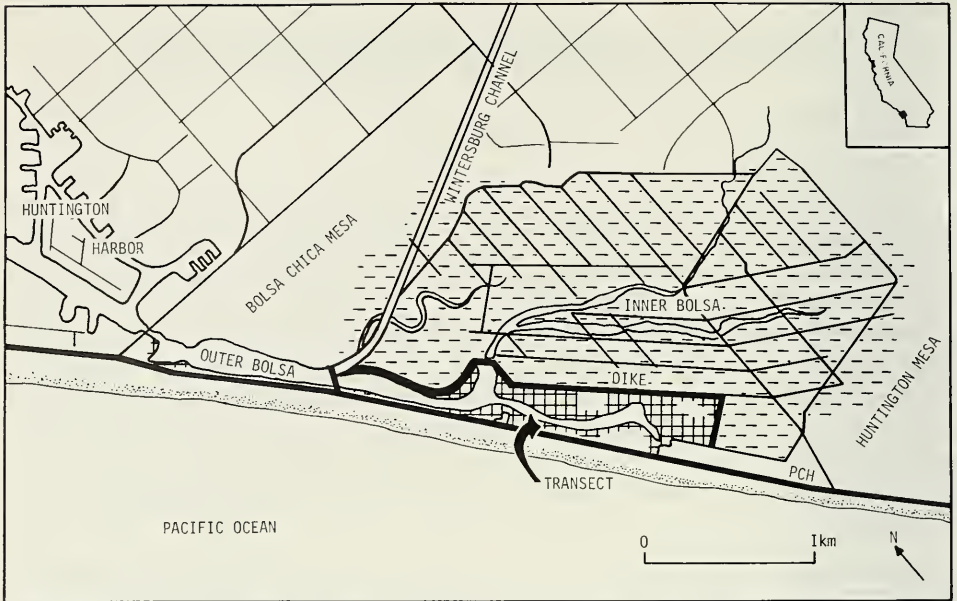 CALIFORNIA
WINTERSBURG CHANNEL
HUNTINGTON
HARBOR
BOLSA CHICA MESA
INNER BOLSA
OUTER BOLSA
DIKE
HUNTINGTON MESA
PCH
TRANSECT
PACIFIC OCEAN
0 1km
N